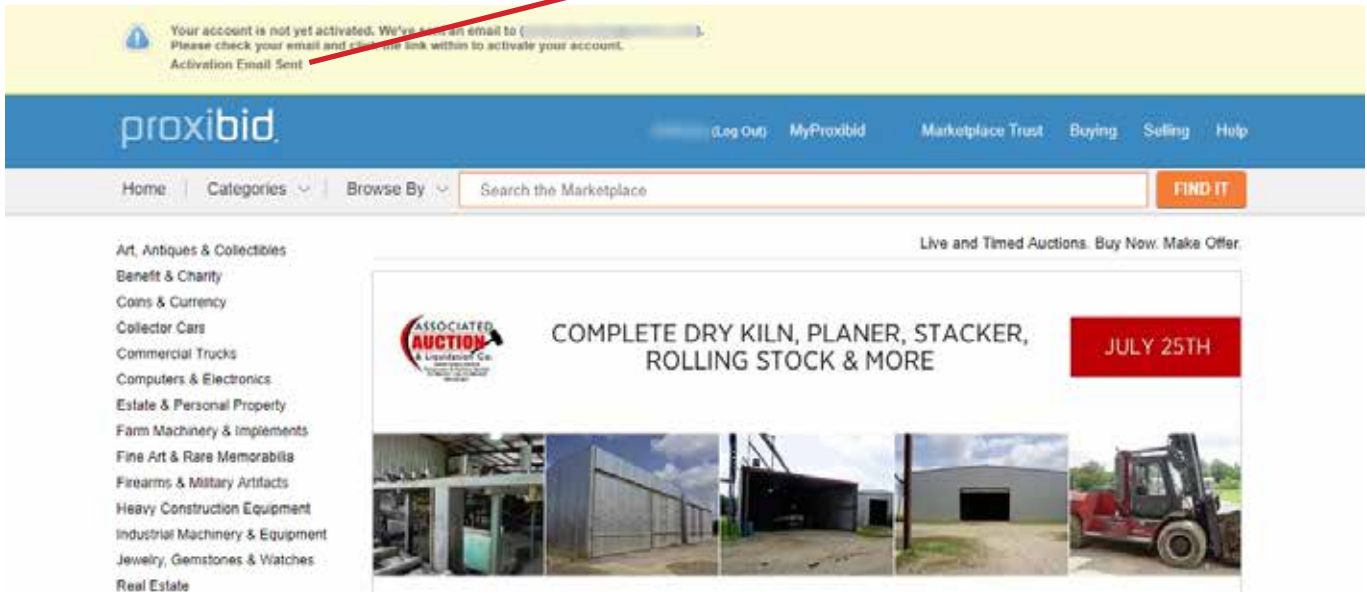 Your account is not yet activated. We've sent an email to ( ).
Please check your email and click the link within to activate your account.
Activation Email Sent
proxibid.
(Log Out) MyProxibid Marketplace Trust Buying Selling Help
Home | Categories | Browse By Search the Marketplace FIND IT
Live and Timed Auctions. Buy Now. Make Offer.
Art, Antiques & Collectibles
Benefit & Charity
Coins & Currency
Collector Cars
Commercial Trucks
Computers & Electronics
Estate & Personal Property
Farm Machinery & Implements
Fine Art & Rare Memorabilia
Firearms & Military Artifacts
Heavy Construction Equipment
Industrial Machinery & Equipment
Jewelry, Gemstones & Watches
Real Estate
ASSOCIATED
AUCTION
& Liquidation Co.
COMPLETE DRY KILN, PLANER, STACKER,
ROLLING STOCK & MORE
JULY 25TH